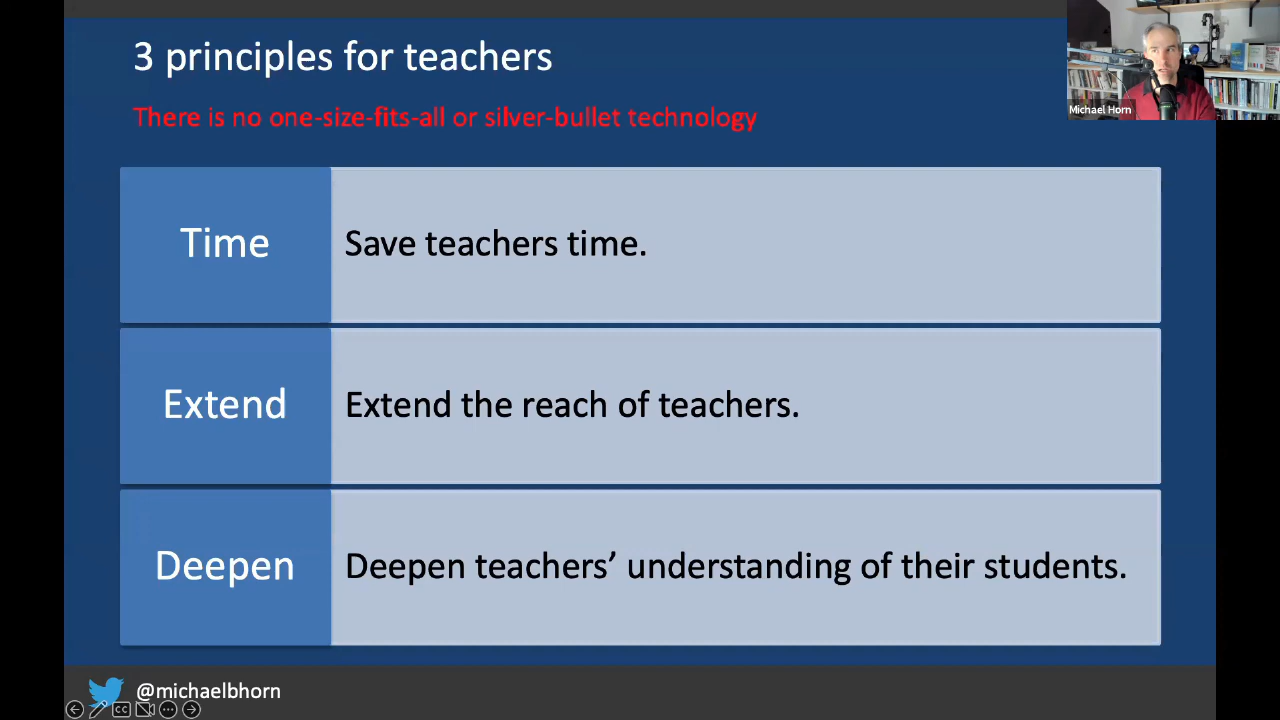 3 principles for teachers
There is no one-size-fits-all or silver-bullet technology
Michael Horn
Time
Save teachers time.
Extend
Extend the reach of teachers.
Deepen
Deepen teachers’ understanding of their students.
@michaelbhorn
CC